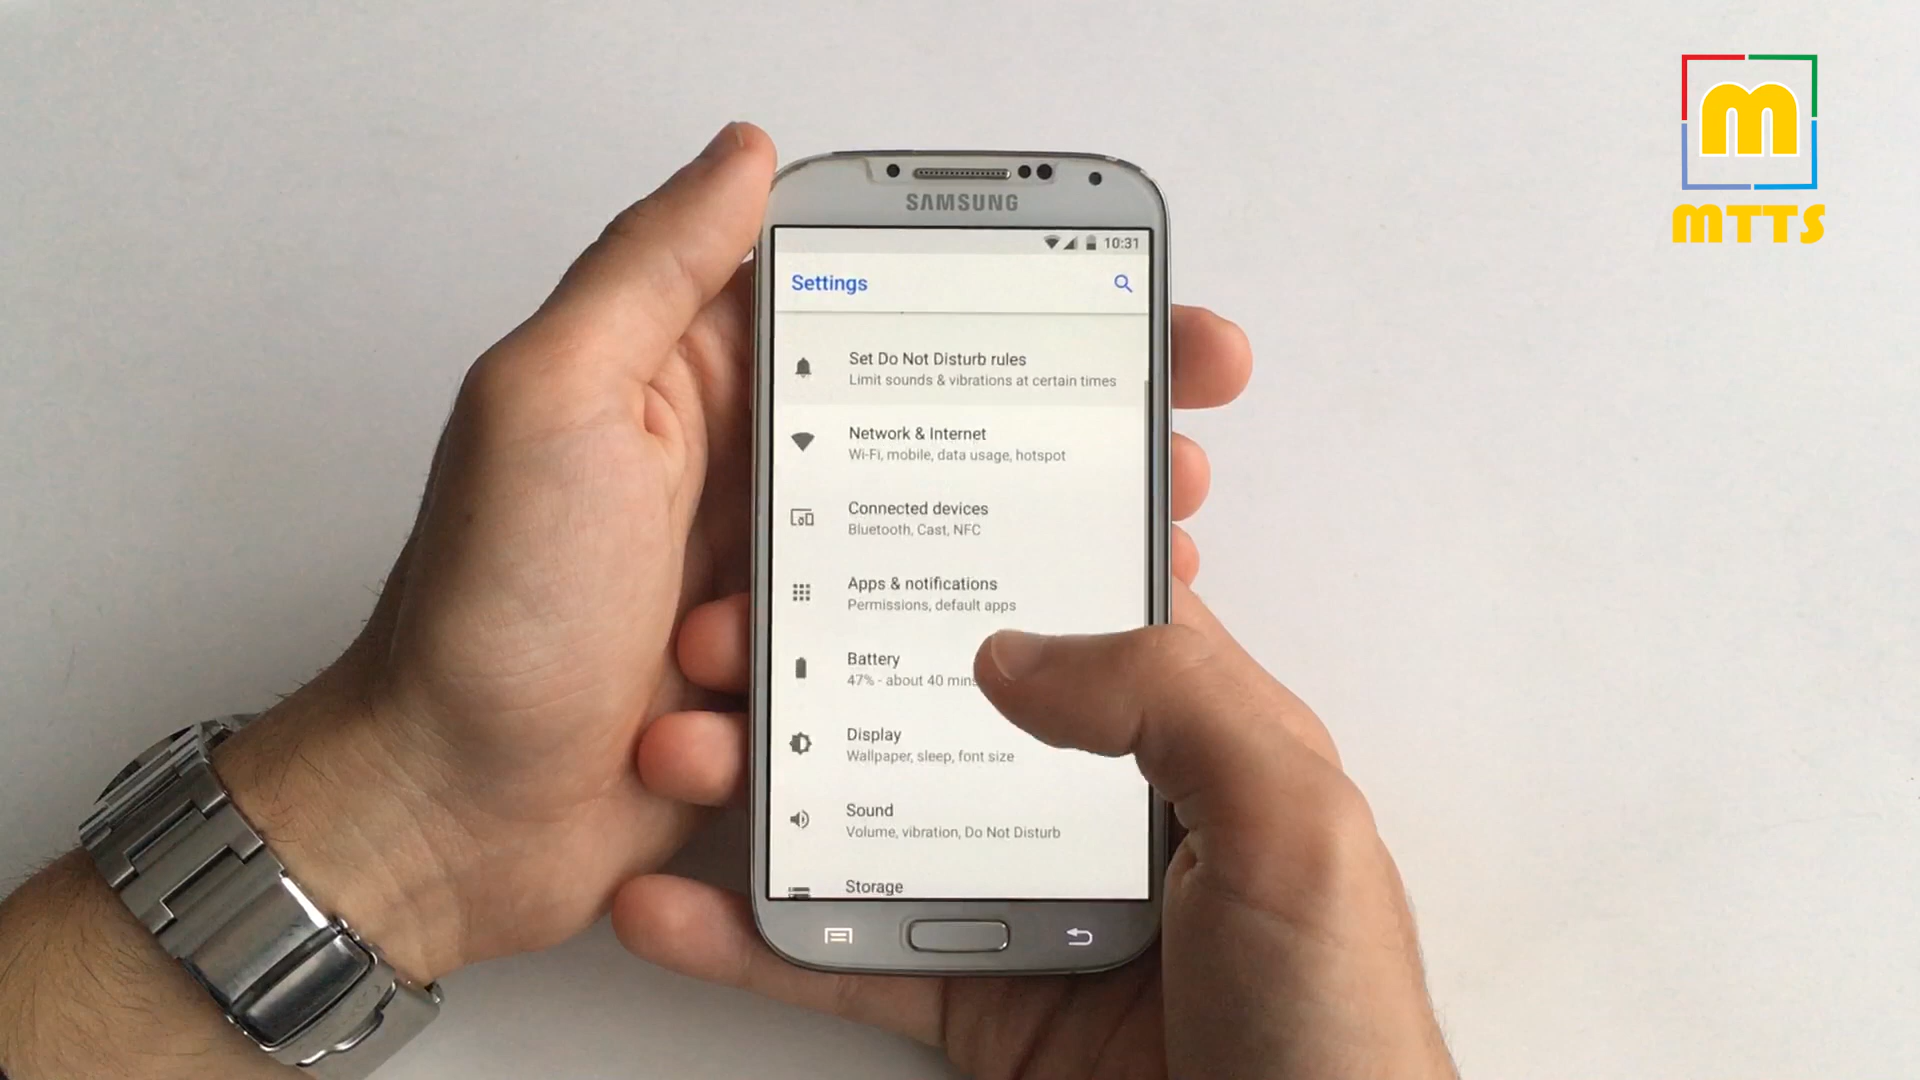 m
MTTS
SAMSUNG
10:31
Settings
Set Do Not Disturb rules
Limit sounds & vibrations at certain times
Network & Internet
Wi-Fi, mobile, data usage, hotspot
Connected devices
Bluetooth, Cast, NFC
Apps & notifications
Permissions, default apps
Battery
47% - about 40 mins
Display
Wallpaper, sleep, font size
Sound
Volume, vibration, Do Not Disturb
Storage